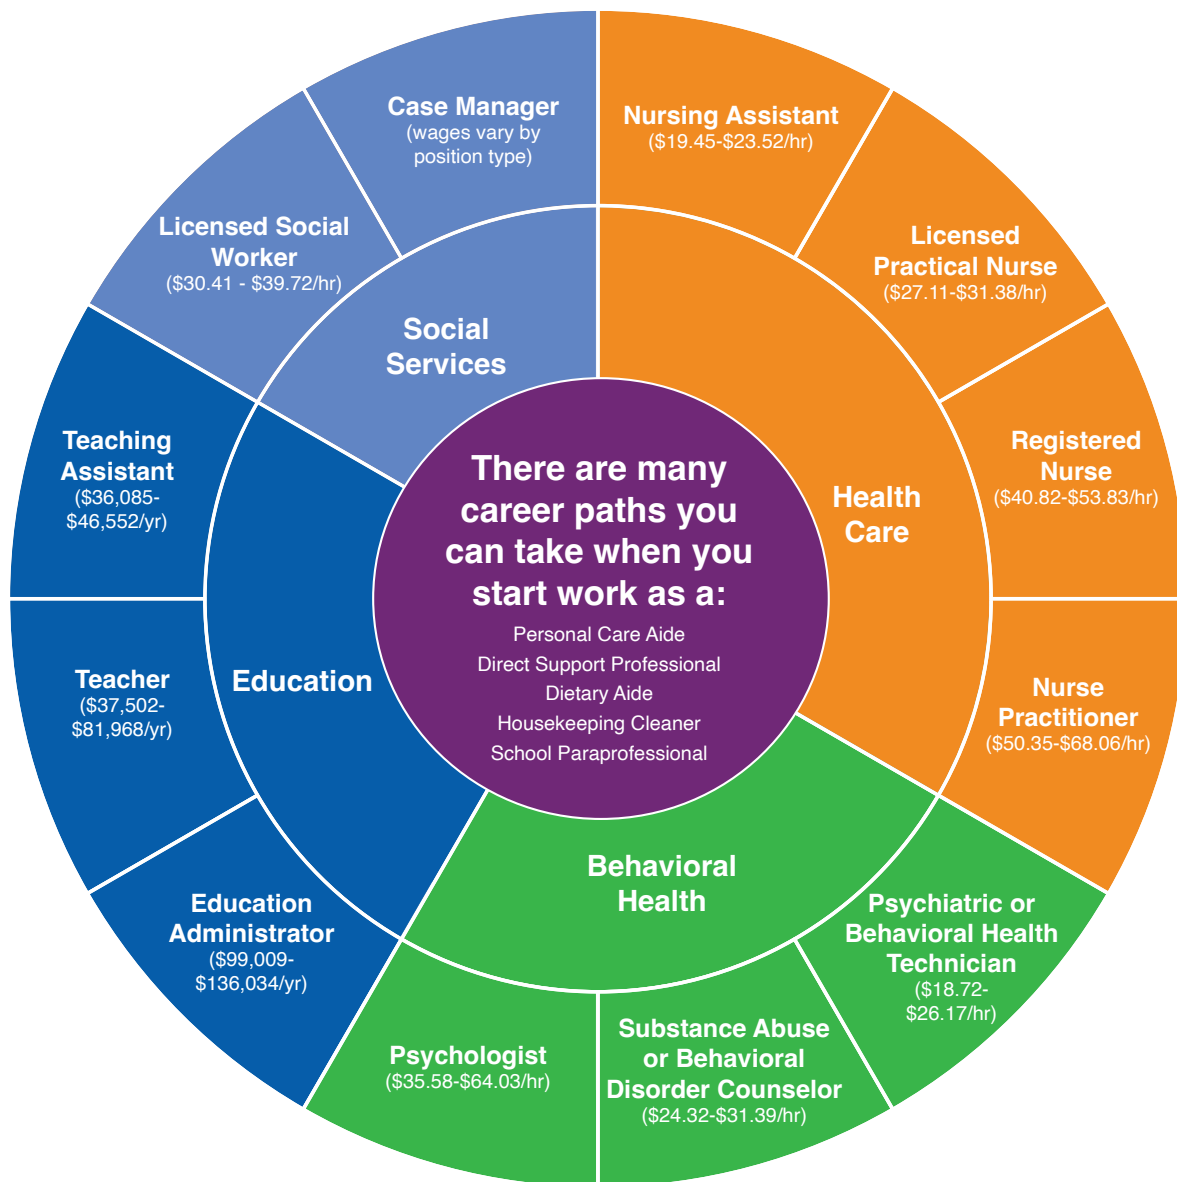 There are many
career paths you
can take when you
start work as a:
Personal Care Aide
Direct Support Professional
Dietary Aide
Housekeeping Cleaner
School Paraprofessional
Health
Care
Nursing Assistant
($19.45-$23.52/hr)
Licensed
Practical Nurse
($27.11-$31.38/hr)
Registered
Nurse
($40.82-$53.83/hr)
Nurse
Practitioner
($50.35-$68.06/hr)
Behavioral
Health
Psychiatric or
Behavioral Health
Technician
($18.72-
$26.17/hr)
Substance Abuse
or Behavioral
Disorder Counselor
($24.32-$31.39/hr)
Psychologist
($35.58-$64.03/hr)
Education
Education
Administrator
($99,009-
$136,034/yr)
Teacher
($37,502-
$81,968/yr)
Teaching
Assistant
($36,085-
$46,552/yr)
Social
Services
Licensed Social
Worker
($30.41 - $39.72/hr)
Case Manager
(wages vary by
position type)